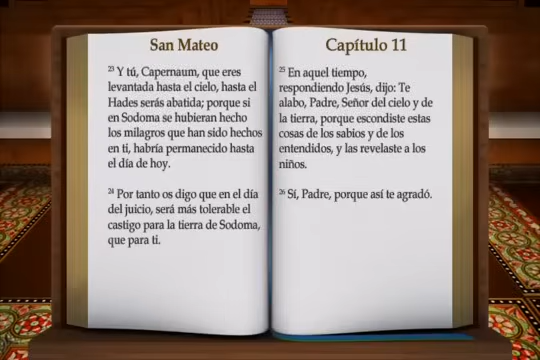 San Mateo
23 Y tú, Capernaum, que eres
levantada hasta el cielo, hasta el
Hades serás abatida; porque si
en Sodoma se hubieran hecho
los milagros que han sido hechos
en ti, habría permanecido hasta
el día de hoy.
24 Por tanto os digo que en el día
del juicio, será más tolerable el
castigo para la tierra de Sodoma,
que para ti.
Capítulo 11
25 En aquel tiempo,
respondiendo Jesús, dijo: Te
alabo, Padre, Señor del cielo y de
la tierra, porque escondiste estas
cosas de los sabios y de los
entendidos, y las revelaste a los
niños.
26 Sí, Padre, porque así te agradó.